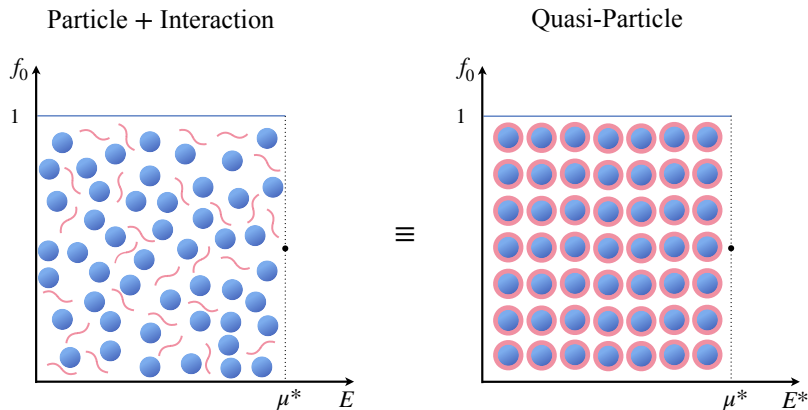 Particle + Interaction
Quasi-Particle
f₀
1
μ*
E
≡
f₀
1
μ*
E*